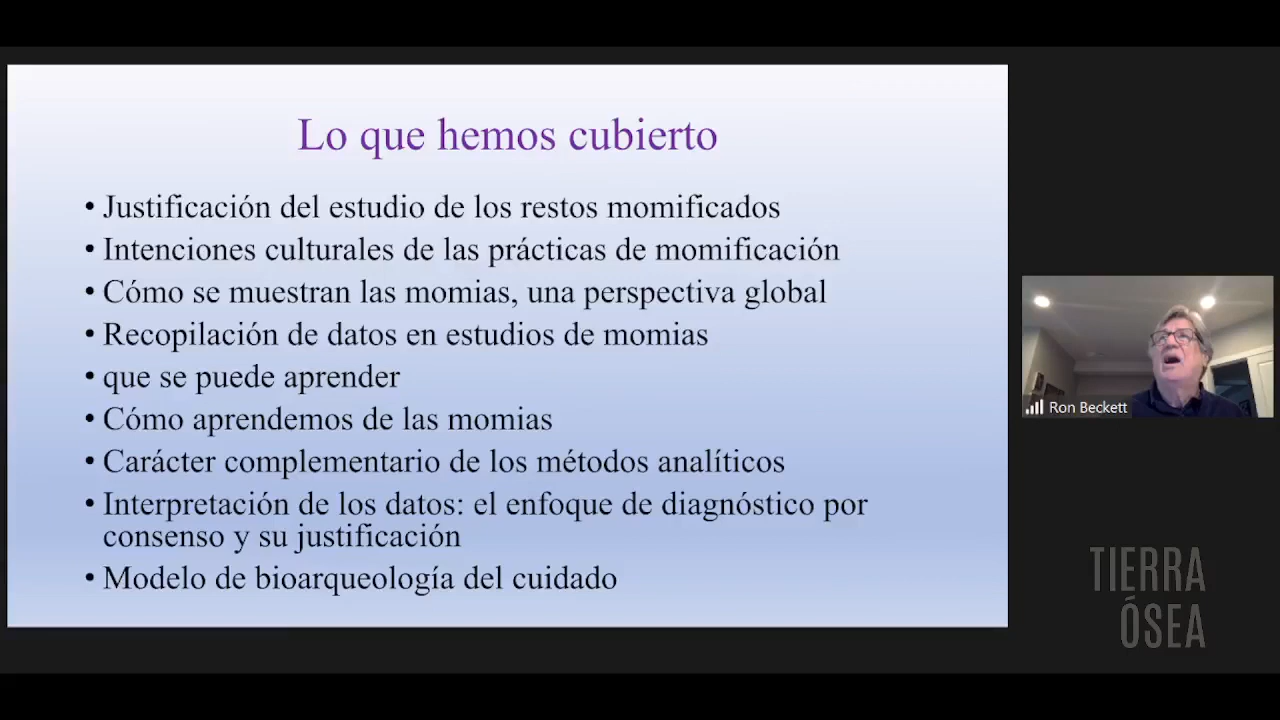 Lo que hemos cubierto
• Justificación del estudio de los restos momificados
• Intenciones culturales de las prácticas de momificación
• Cómo se muestran las momias, una perspectiva global
• Recopilación de datos en estudios de momias
• que se puede aprender
• Cómo aprendemos de las momias
• Carácter complementario de los métodos analíticos
• Interpretación de los datos: el enfoque de diagnóstico por
consenso y su justificación
• Modelo de bioarqueología del cuidado
Ron Beckett
TIERRA
ÓSEA